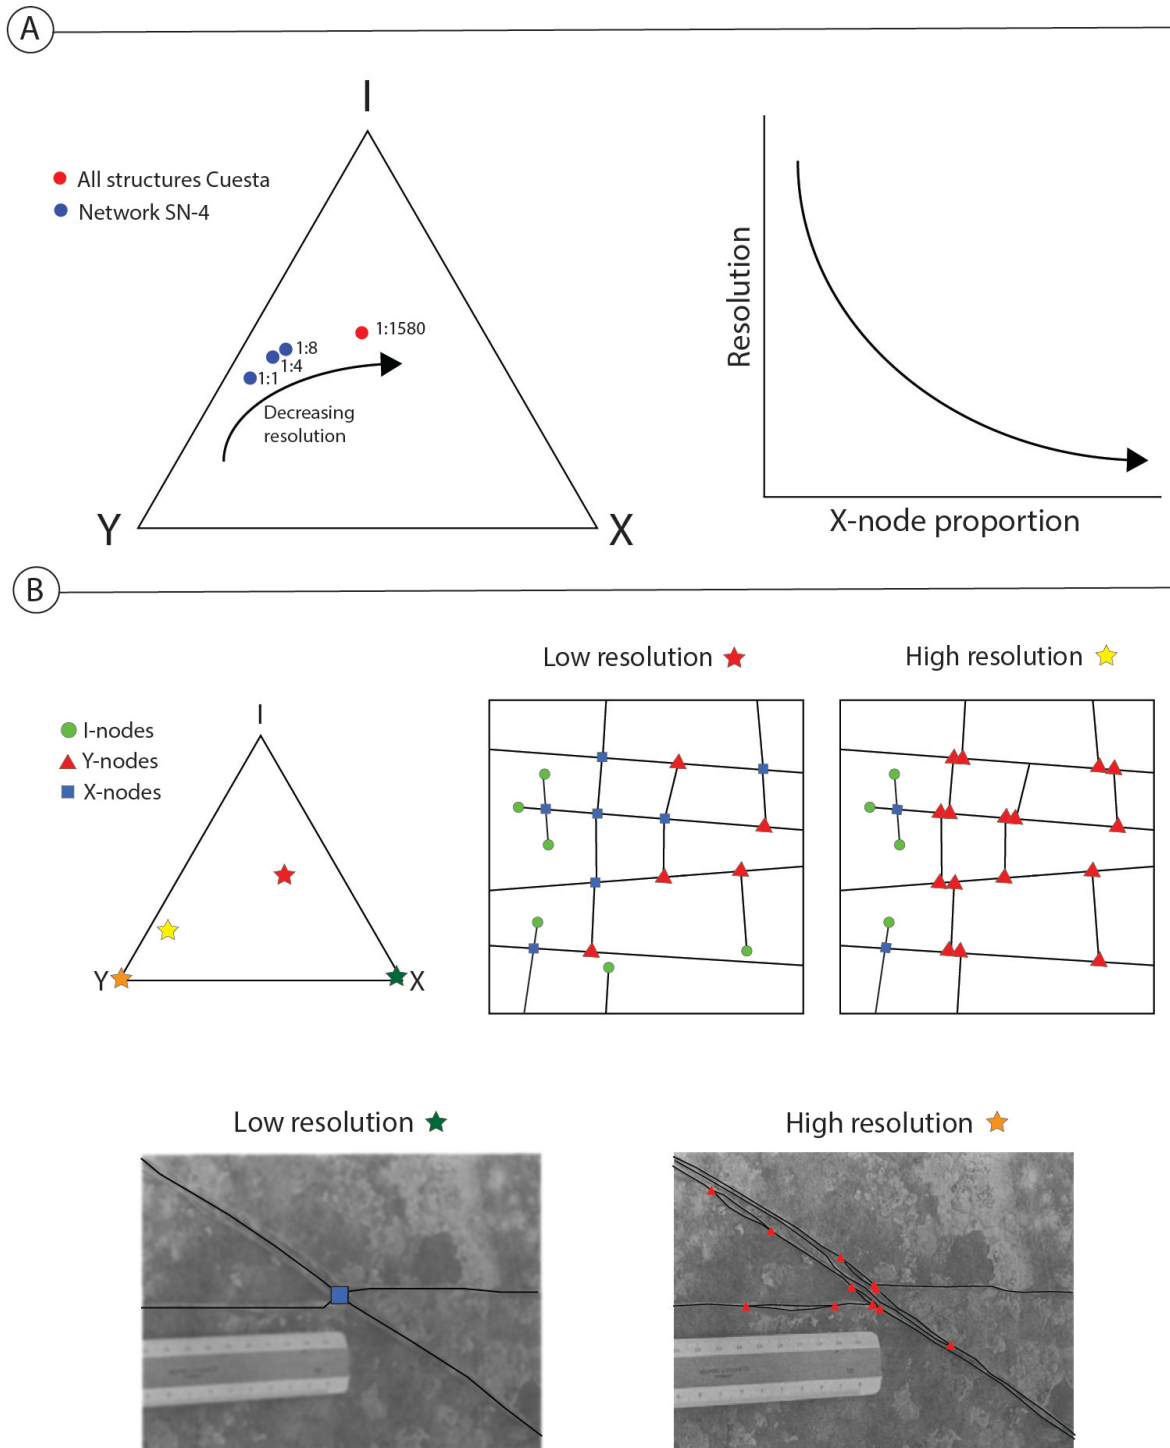 A
I
All structures Cuesta
Network SN-4
1:1580
1:8
1:4
1:1
Decreasing
resolution
Y
X
Resolution
X-node proportion
B
Low resolution
High resolution
I
I-nodes
Y-nodes
X-nodes
Y
X
Low resolution
High resolution